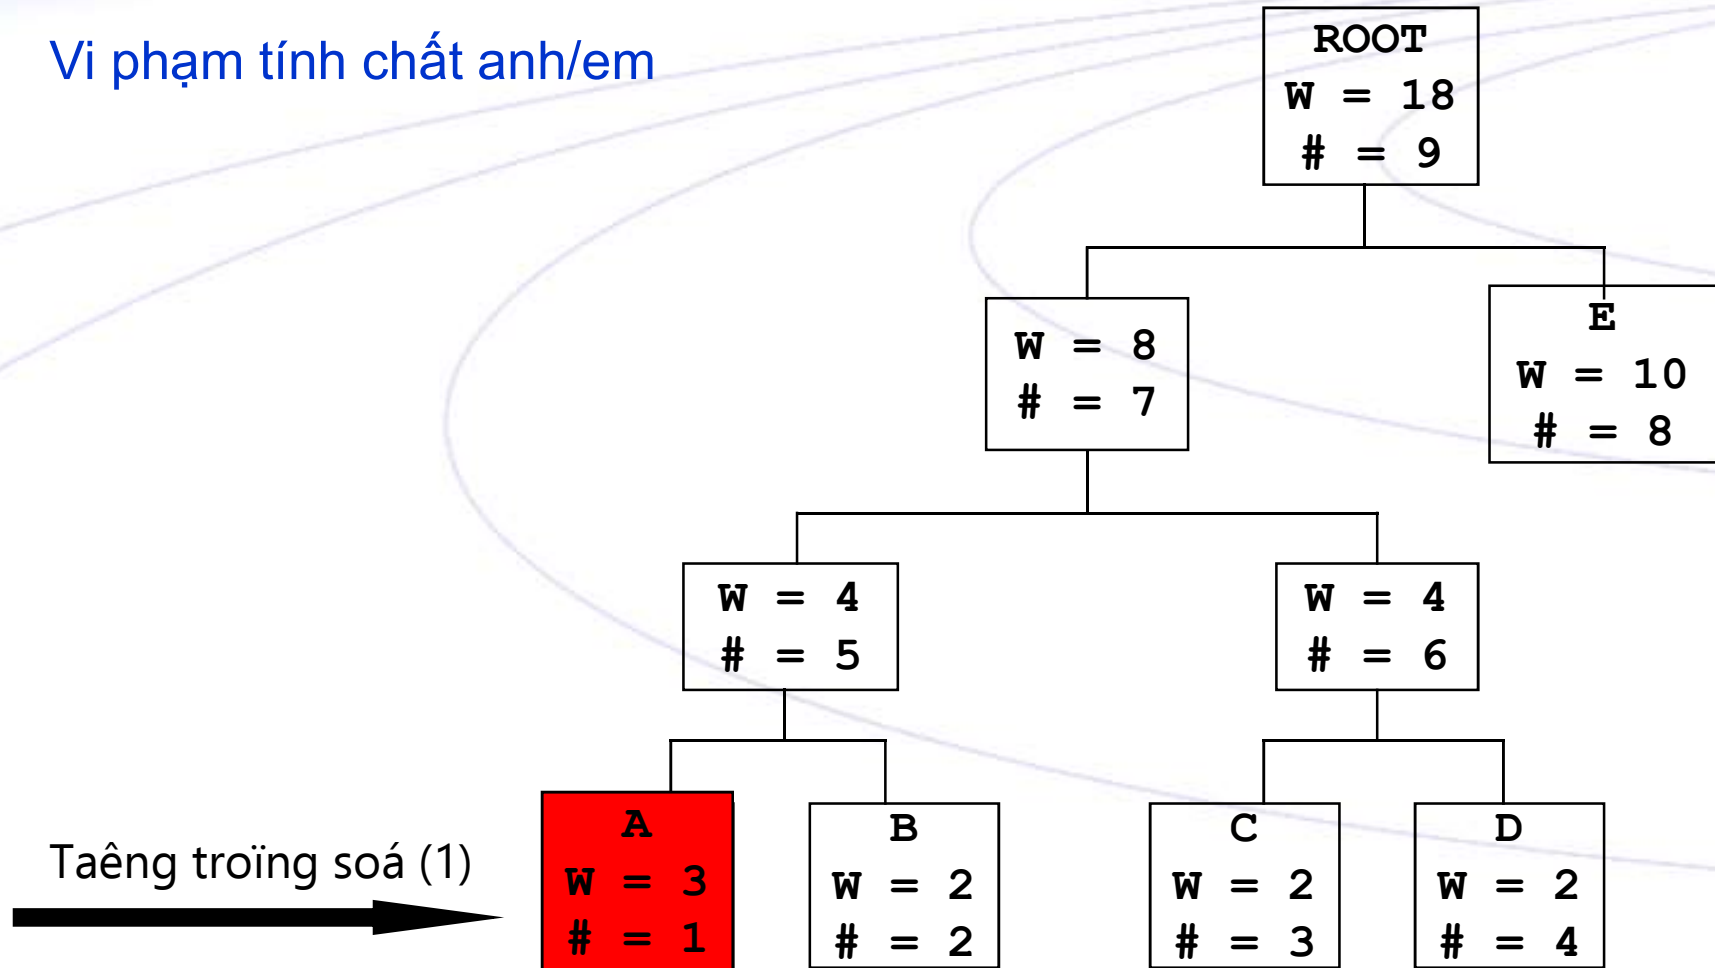 Vi phạm tính chất anh/em
ROOT
W = 18
# = 9
W = 8
# = 7
E
W = 10
# = 8
W = 4
# = 5
W = 4
# = 6
A
W = 3
# = 1
B
W = 2
# = 2
C
W = 2
# = 3
D
W = 2
# = 4
Taêng troïng soá (1)